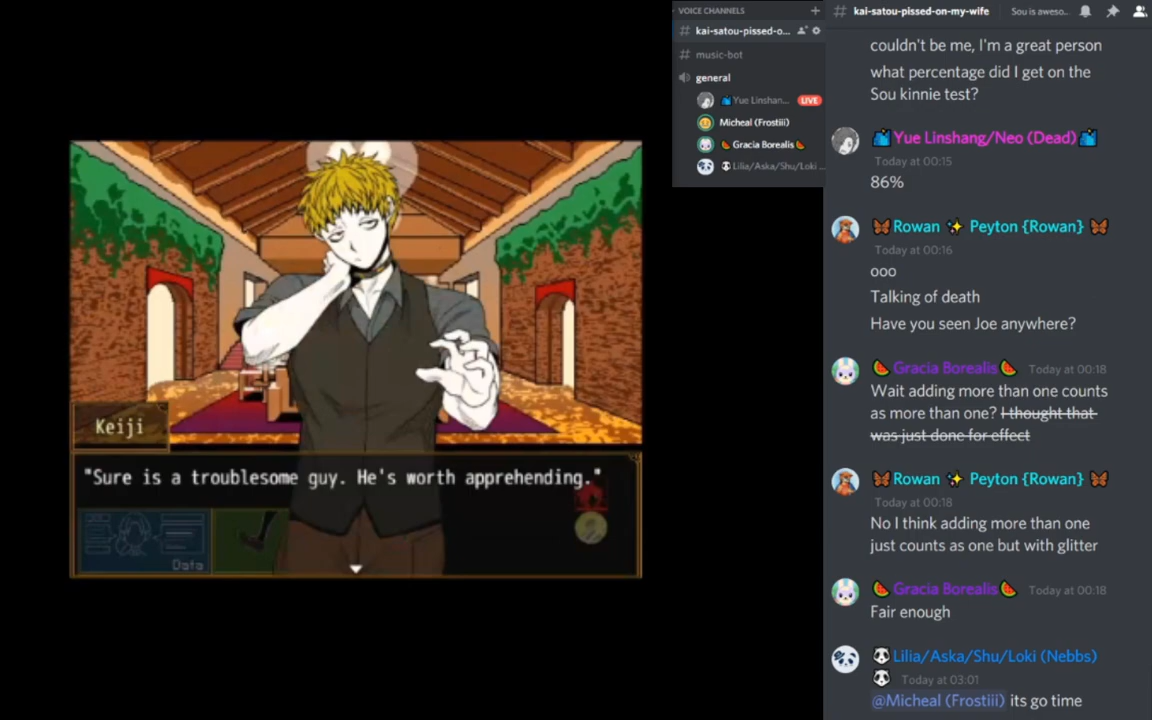 Keiji
"Sure is a troublesome guy. He's worth apprehending."
Data
VOICE CHANNELS
kai-satou-pissed-o...
music-bot
general
Yue Linshan... LIVE
Micheal (Frostiii)
Gracia Borealis
Lilia/Aska/Shu/Loki ...
# kai-satou-pissed-on-my-wife Sou is aweso...
couldn't be me, I'm a great person
what percentage did I get on the
Sou kinnie test?
Yue Linshang/Neo (Dead)
Today at 00:15
86%
Rowan ✨ Peyton {Rowan}
Today at 00:16
ooo
Talking of death
Have you seen Joe anywhere?
Gracia Borealis Today at 00:18
Wait adding more than one counts
as more than one? I thought that
was just done for effect
Rowan ✨ Peyton {Rowan}
Today at 00:18
No I think adding more than one
just counts as one but with glitter
Gracia Borealis Today at 00:18
Fair enough
Lilia/Aska/Shu/Loki (Nebbs)
Today at 03:01
@Micheal (Frostiii) its go time